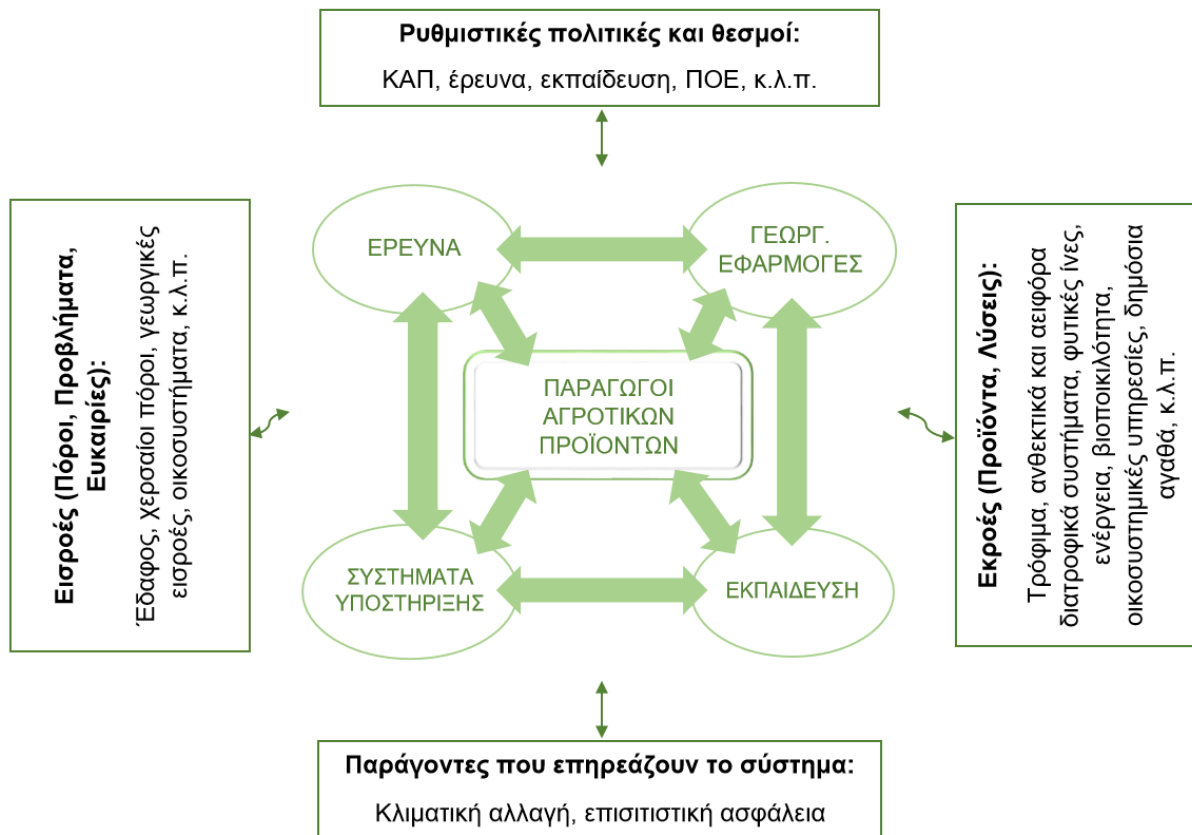 Ρυθμιστικές πολιτικές και θεσμοί:
ΚΑΠ, έρευνα, εκπαίδευση, ΠΟΕ, κ.λ.π.
Εισροές (Πόροι, Προβλήματα,
Ευκαιρίες):
Έδαφος, χερσαίοι πόροι, γεωργικές
εισροές, οικοσυστήματα, κ.λ.π.
ΕΡΕΥΝΑ
ΓΕΩΡΓ.
ΕΦΑΡΜΟΓΕΣ
ΠΑΡΑΓΩΓΟΙ
ΑΓΡΟΤΙΚΩΝ
ΠΡΟΪΟΝΤΩΝ
ΣΥΣΤΗΜΑΤΑ
ΥΠΟΣΤΗΡΙΞΗΣ
ΕΚΠΑΙΔΕΥΣΗ
Εκροές (Προϊόντα, Λύσεις):
Τρόφιμα, ανθεκτικά και αειφόρα
διατροφικά συστήματα, φυτικές ίνες,
ενέργεια, βιοποικιλότητα,
οικοσυστημικές υπηρεσίες, δημόσια
αγαθά, κ.λ.π.
Παράγοντες που επηρεάζουν το σύστημα:
Κλιματική αλλαγή, επισιτιστική ασφάλεια